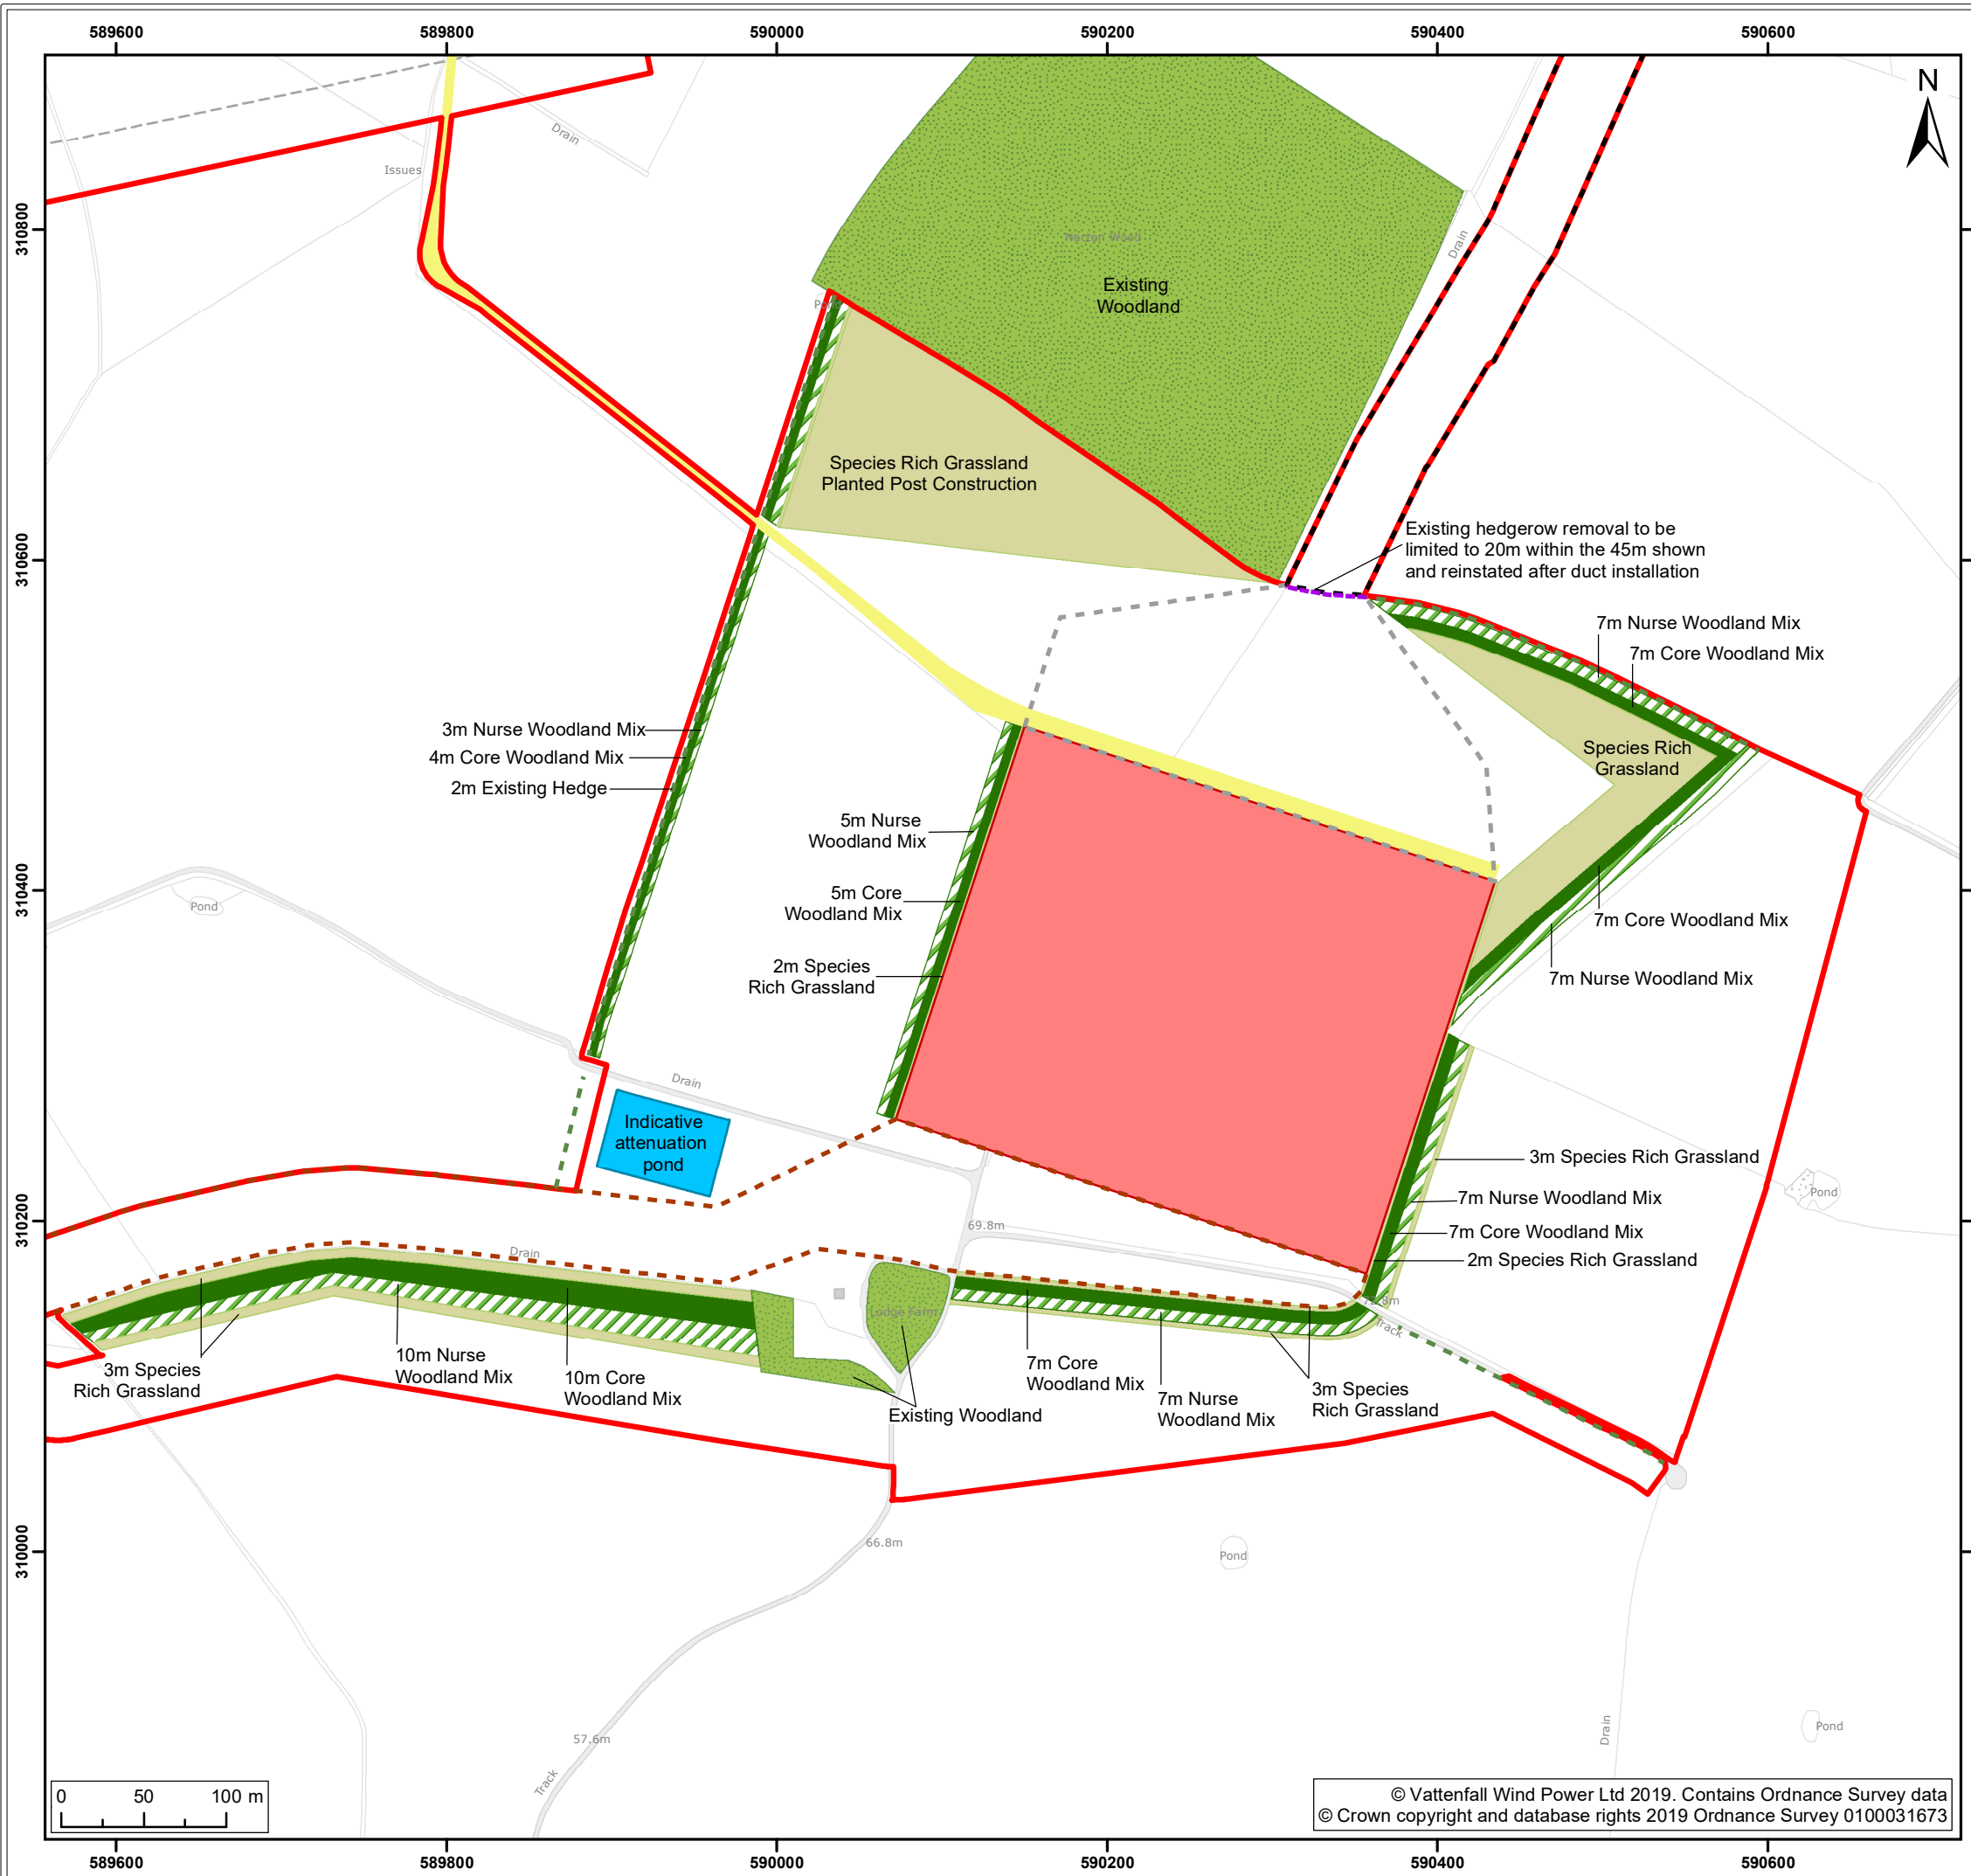 589600
589800
590000
590200
590400
590600
N
Drain
Issues
310800
Necton Wood
Drain
Existing
Woodland
Species Rich Grassland
Planted Post Construction
Existing hedgerow removal to be
limited to 20m within the 45m shown
and reinstated after duct installation
310600
7m Nurse Woodland Mix
7m Core Woodland Mix
3m Nurse Woodland Mix
4m Core Woodland Mix
2m Existing Hedge
Species Rich
Grassland
5m Nurse
Woodland Mix
5m Core
Woodland Mix
310400
Pond
7m Core Woodland Mix
2m Species
Rich Grassland
7m Nurse Woodland Mix
Drain
Indicative
attenuation
pond
3m Species Rich Grassland
7m Nurse Woodland Mix
Pond
310200
69.8m
7m Core Woodland Mix
Drain
2m Species Rich Grassland
Lodge Farm
Track
3m Species
Rich Grassland
10m Nurse
Woodland Mix
10m Core
Woodland Mix
7m Core
Woodland Mix
7m Nurse
Woodland Mix
3m Species
Rich Grassland
Existing Woodland
310000
66.8m
Pond
57.6m
Drain
Pond
Track
0 50 100 m
© Vattenfall Wind Power Ltd 2019. Contains Ordnance Survey data
© Crown copyright and database rights 2019 Ordnance Survey 0100031673
589600
589800
590000
590200
590400
590600